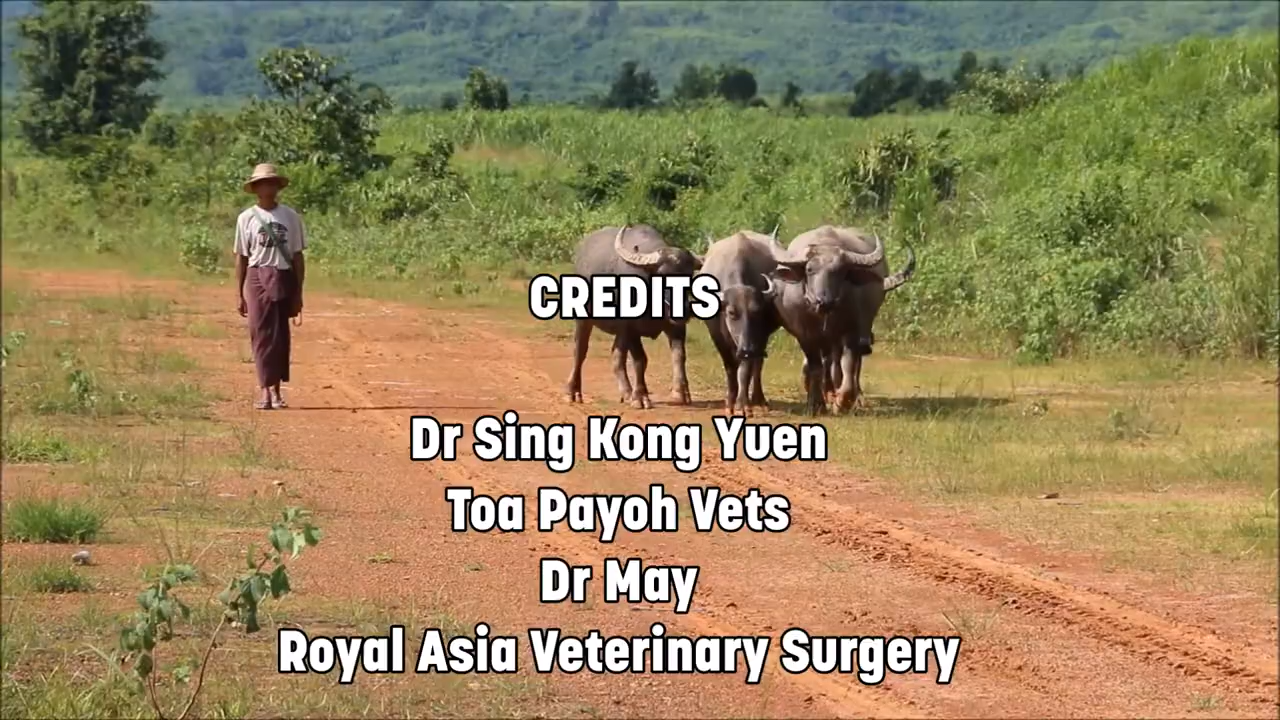 CREDITS
Dr Sing Kong Yuen
Toa Payoh Vets
Dr May
Royal Asia Veterinary Surgery